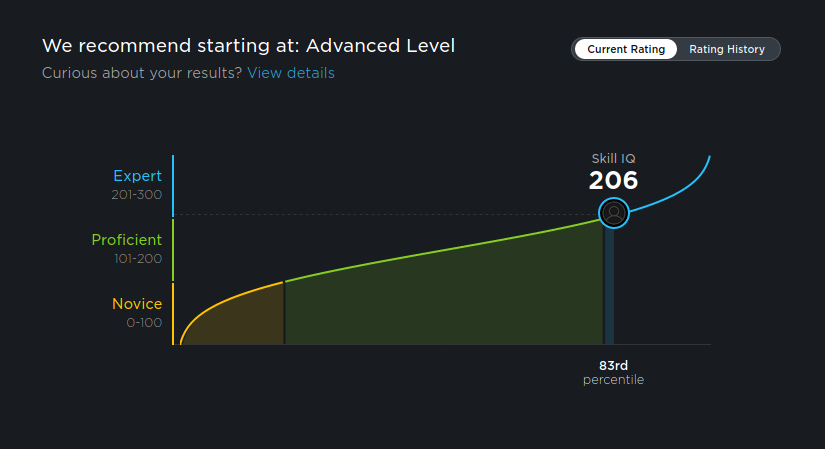 We recommend starting at: Advanced Level
Curious about your results? View details
Current Rating
Rating History
Skill IQ
206
Expert
201-300
Proficient
101-200
Novice
0-100
83rd
percentile